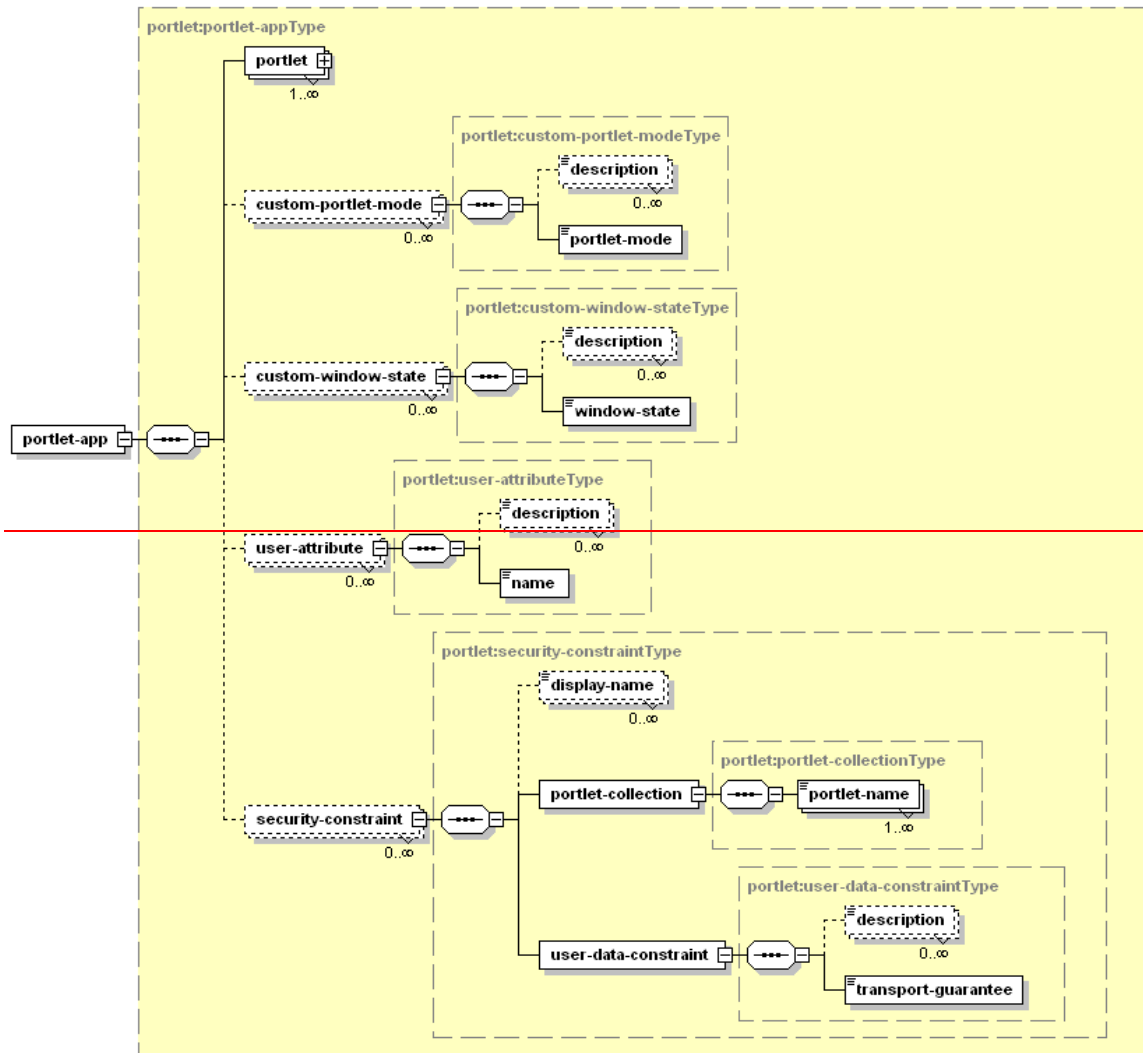 portlet:portlet-appType
portlet
1..∞
portlet:custom-portlet-modeType
description
0..∞
custom-portlet-mode
0..∞
portlet-mode
portlet:custom-window-stateType
description
0..∞
custom-window-state
0..∞
window-state
portlet-app
portlet:user-attributeType
description
0..∞
user-attribute
0..∞
name
portlet:security-constraintType
display-name
0..∞
portlet:portlet-collectionType
portlet-collection
portlet-name
1..∞
security-constraint
0..∞
portlet:user-data-constraintType
description
0..∞
user-data-constraint
transport-guarantee